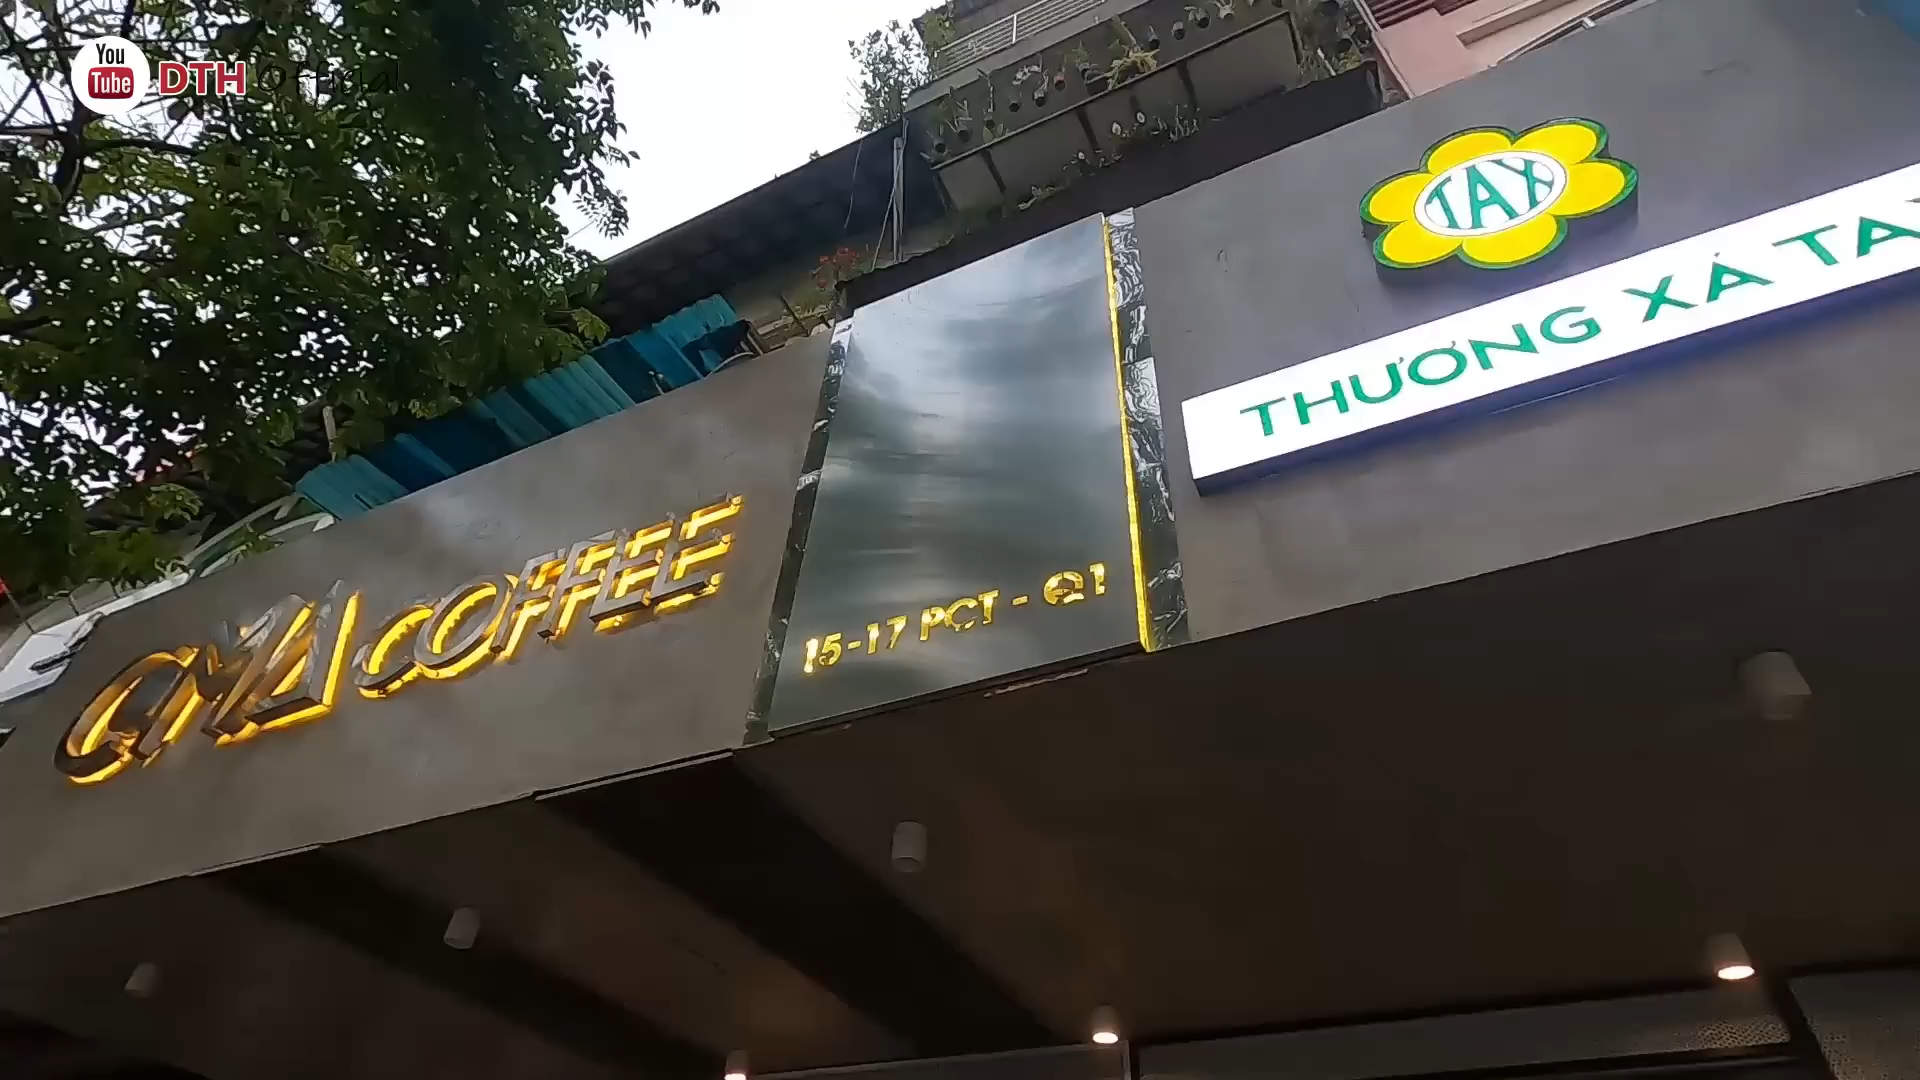 You
Tube
DTH Official
TAX
THƯƠNG XÁ TA
COFFEE
15-17 PCT - Q1